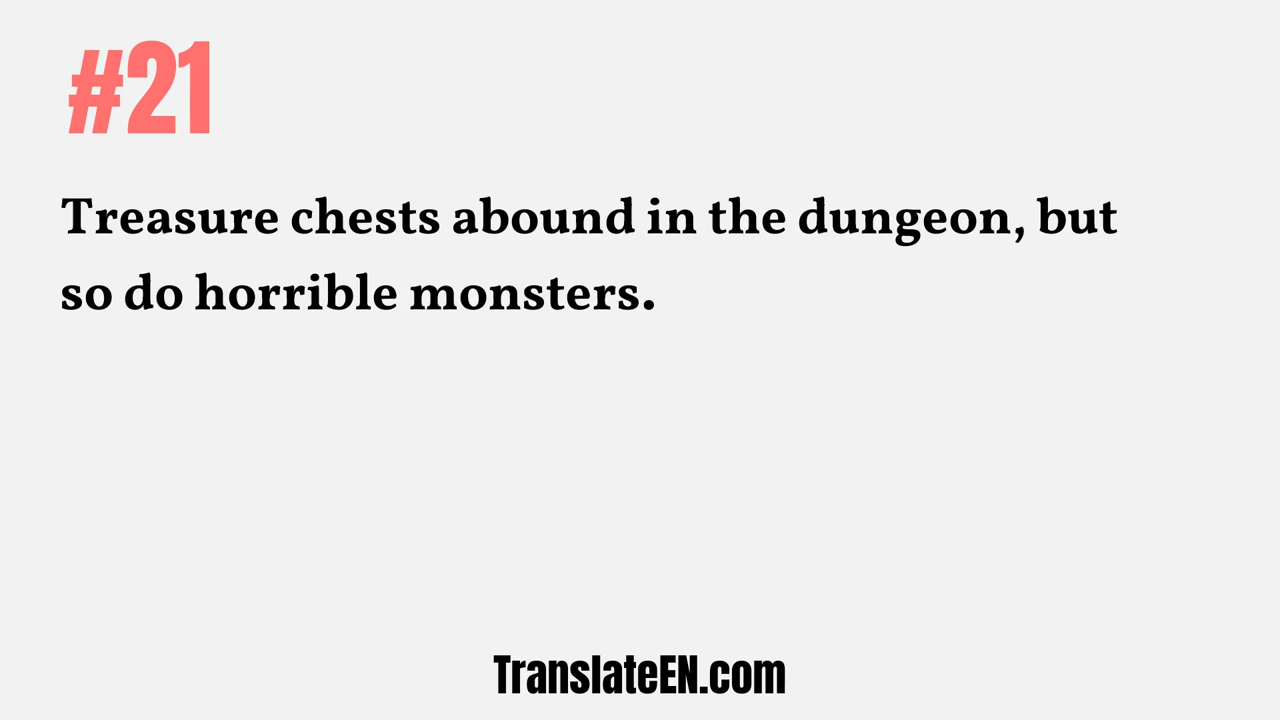 #21
Treasure chests abound in the dungeon, but
so do horrible monsters.
TranslateEN.com